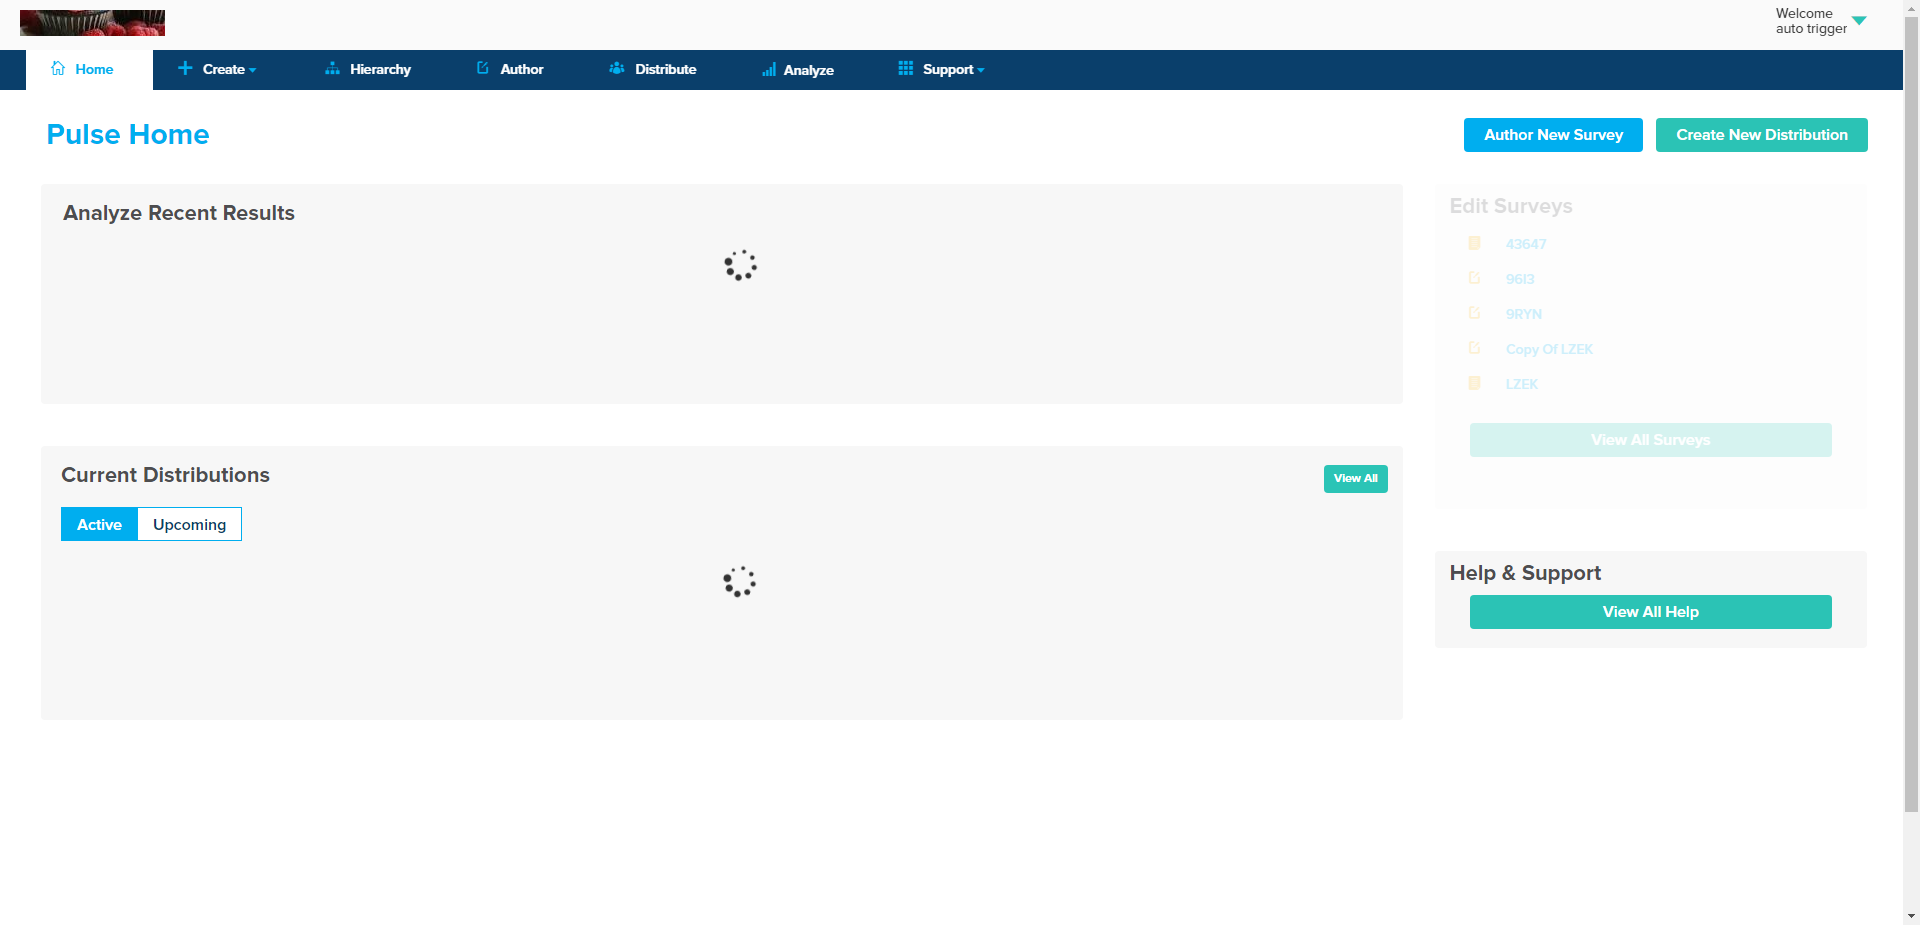 Welcome
auto trigger
Home
Create
Hierarchy
Author
Distribute
Analyze
Support
Pulse Home
Author New Survey
Create New Distribution
Analyze Recent Results
Edit Surveys
43647
96I3
9RYN
Copy Of LZEK
LZEK
View All Surveys
Current Distributions
View All
Active
Upcoming
Help & Support
View All Help